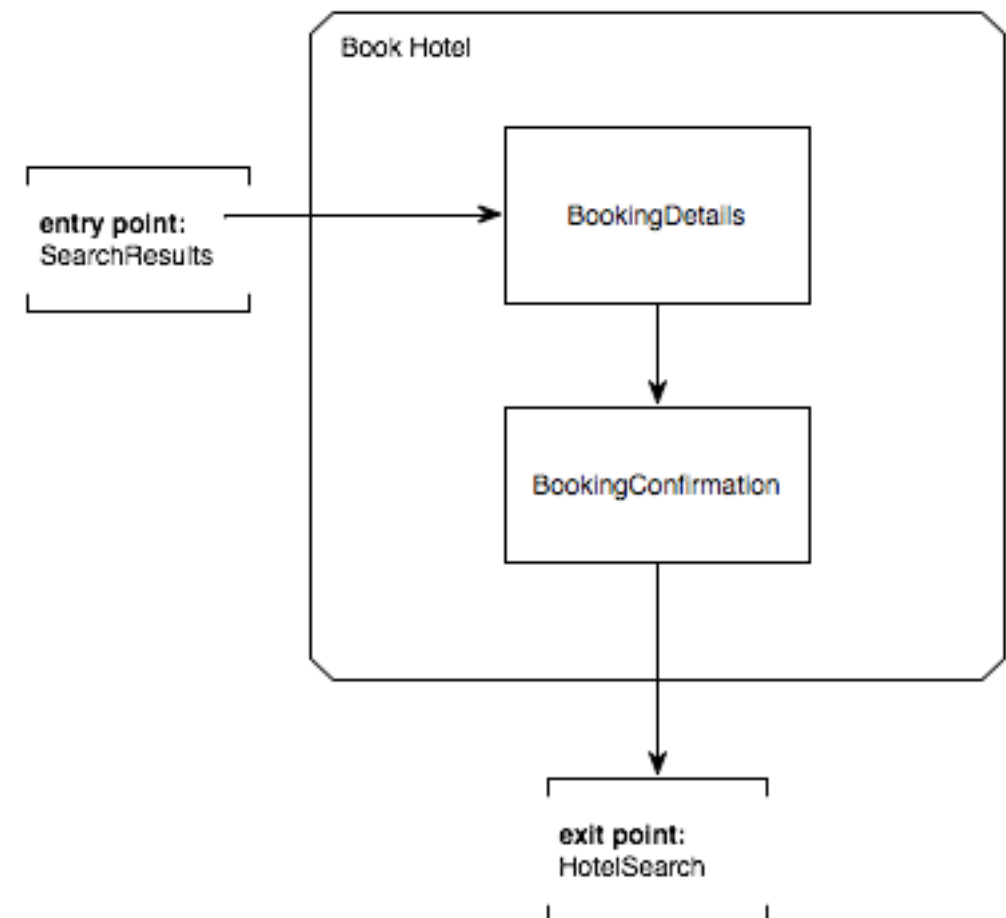 Book Hotel
BookingDetails
entry point:
SearchResults
BookingConfirmation
exit point:
HotelSearch